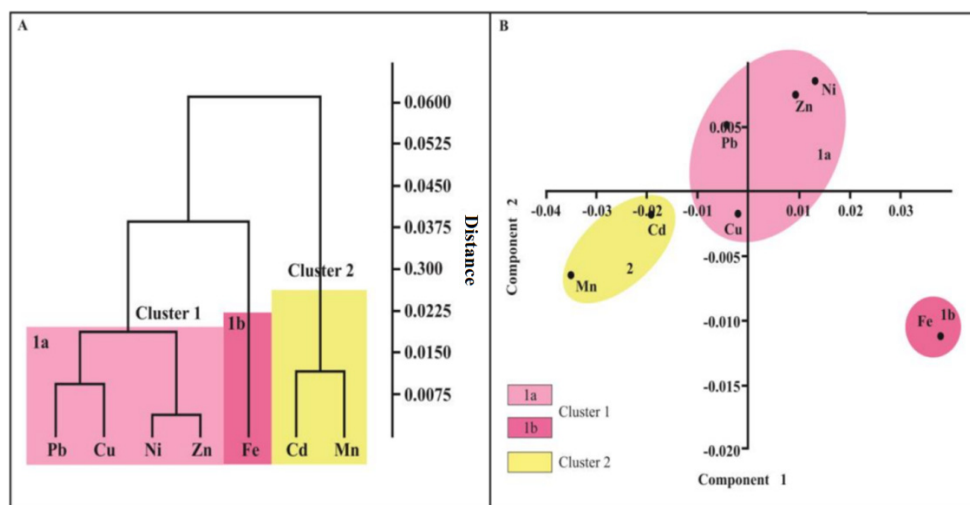 A
0.0600
0.0525
0.0450
0.0375
0.300
0.0225
0.0150
0.0075
Distance
Cluster 1
Cluster 2
1a
1b
Pb Cu Ni Zn Fe Cd Mn
B
Ni
Zn
0.005
Pb
1a
-0.04 -0.03 -0.02 -0.01 0.01 0.02 0.03
Cd
Cu
Mn
2
-0.005
-0.010
-0.015
-0.020
Fe 1b
Component 2
Component 1
1a
1b
Cluster 1
Cluster 2